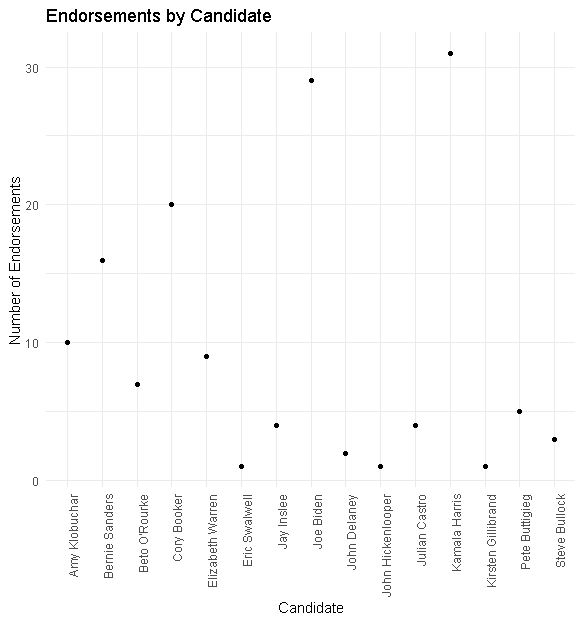 Endorsements by Candidate
Number of Endorsements
30
20
10
0
Amy Klobuchar
Bernie Sanders
Beto O'Rourke
Cory Booker
Elizabeth Warren
Eric Swalwell
Jay Inslee
Joe Biden
John Delaney
John Hickenlooper
Julian Castro
Kamala Harris
Kirsten Gillibrand
Pete Buttigieg
Steve Bullock
Candidate